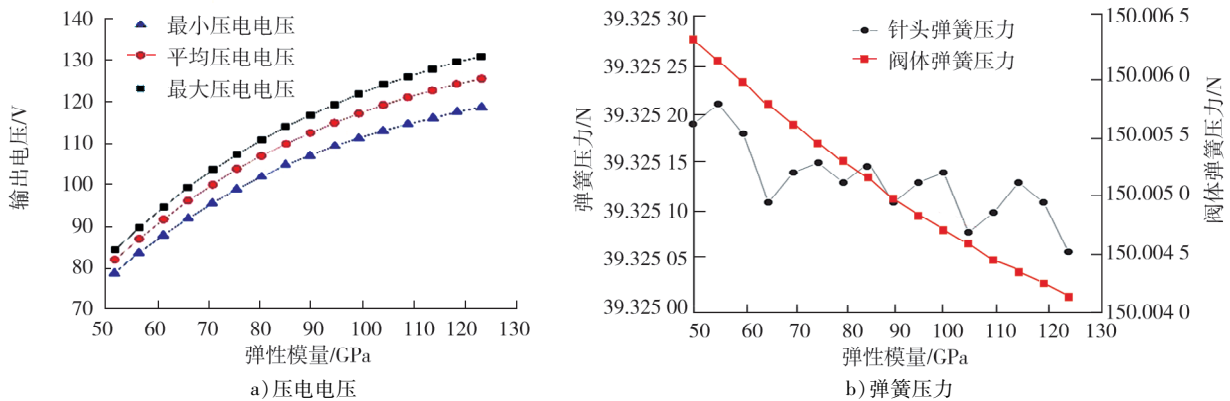 140
130
120
110
100
90
80
70
输出电压/V
最小压电电压
平均压电电压
最大压电电压
50 60 70 80 90 100 110 120 130
弹性模量/GPa
a)压电电压
39.325 30
39.325 25
39.325 20
39.325 15
39.325 10
39.325 05
39.325 00
弹簧压力/N
针头弹簧压力
阀体弹簧压力
150.006 5
150.006 0
150.005 5
150.005 0
150.004 5
150.004 0
阀体弹簧压力/N
50 60 70 80 90 100 110 120 130
弹性模量/GPa
b)弹簧压力